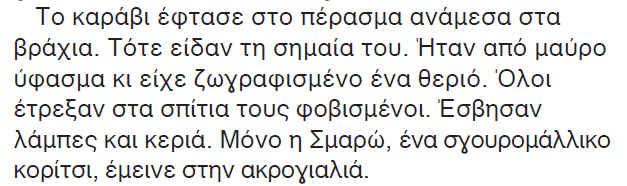 Το καράβι έφτασε στο πέρασμα ανάμεσα στα
βράχια. Τότε είδαν τη σημαία του. Ήταν από μαύρο
ύφασμα κι είχε ζωγραφισμένο ένα θεριό. Όλοι
έτρεξαν στα σπίτια τους φοβισμένοι. Έσβησαν
λάμπες και κεριά. Μόνο η Σμαρώ, ένα σγουρομάλλικο
κορίτσι, έμεινε στην ακρογιαλιά.